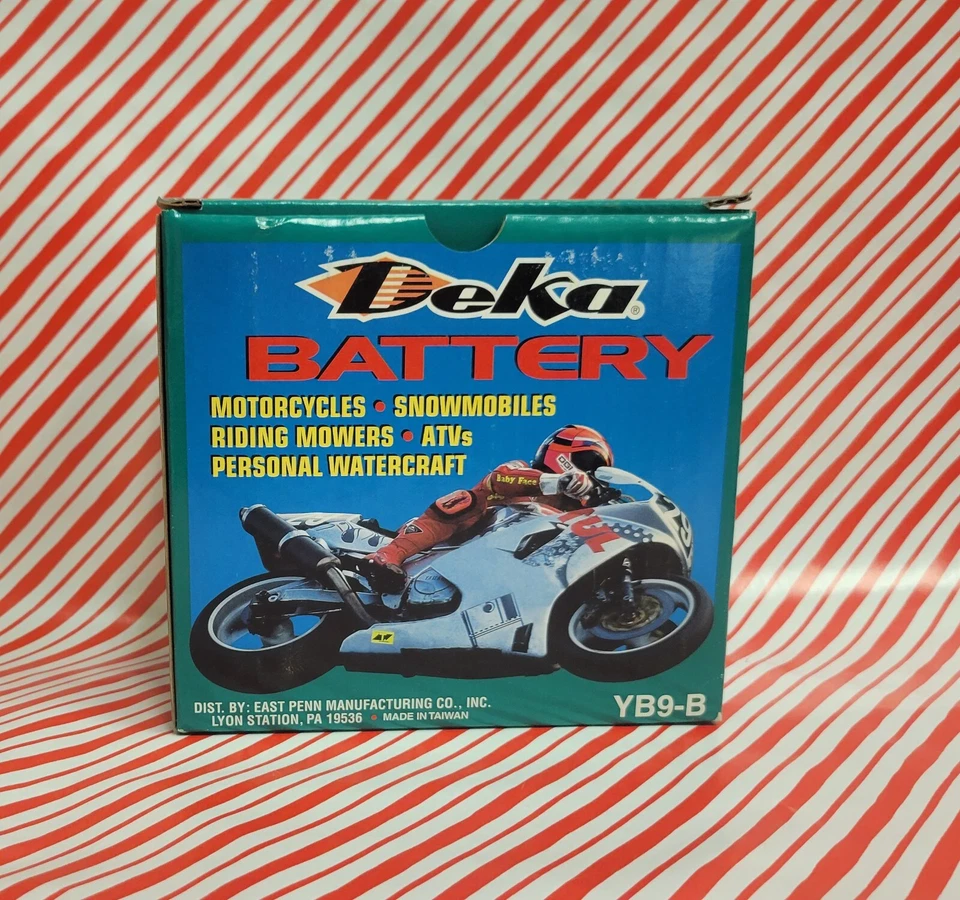 Deka®
BATTERY
MOTORCYCLES • SNOWMOBILES
RIDING MOWERS • ATVs
PERSONAL WATERCRAFT
Baby Face
DIST. BY: EAST PENN MANUFACTURING CO., INC.
LYON STATION, PA 19536 • MADE IN TAIWAN
YB9-B